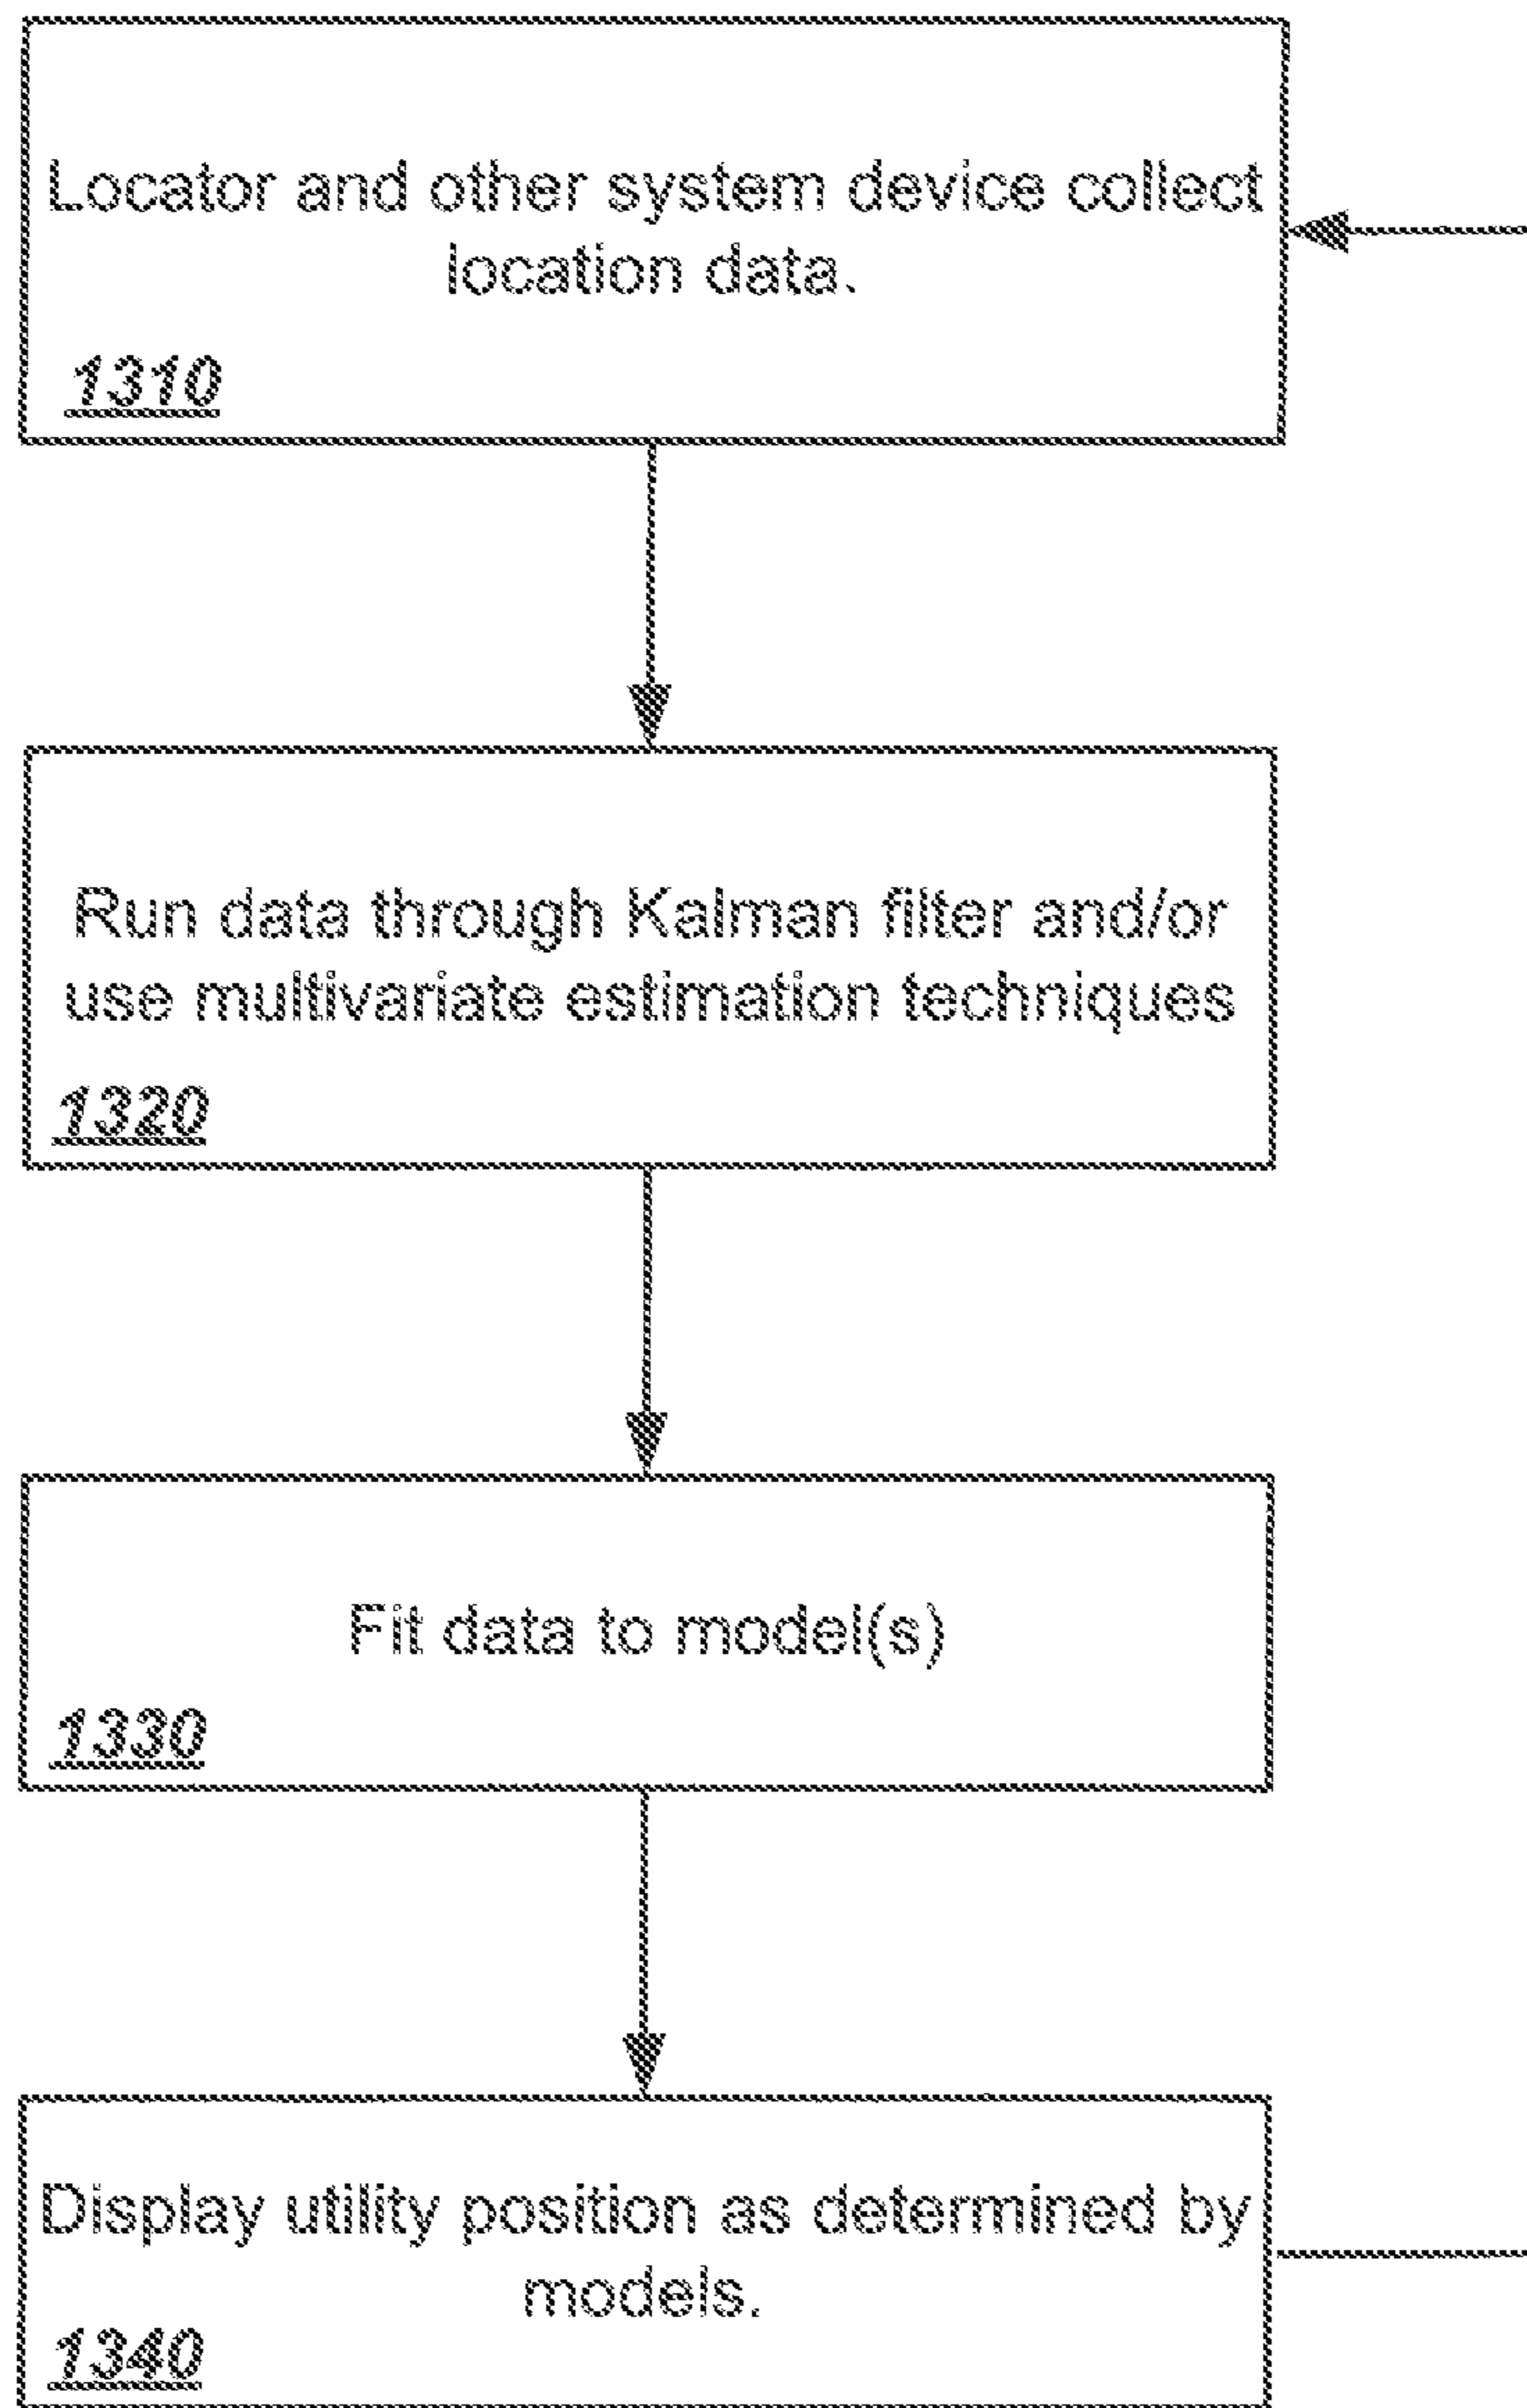 Locator and other system device collect
location data.
1310
Run data through Kalman filter and/or
use multivariate estimation techniques
1320
Fit data to model(s)
1330
Display utility position as determined by
models.
1340